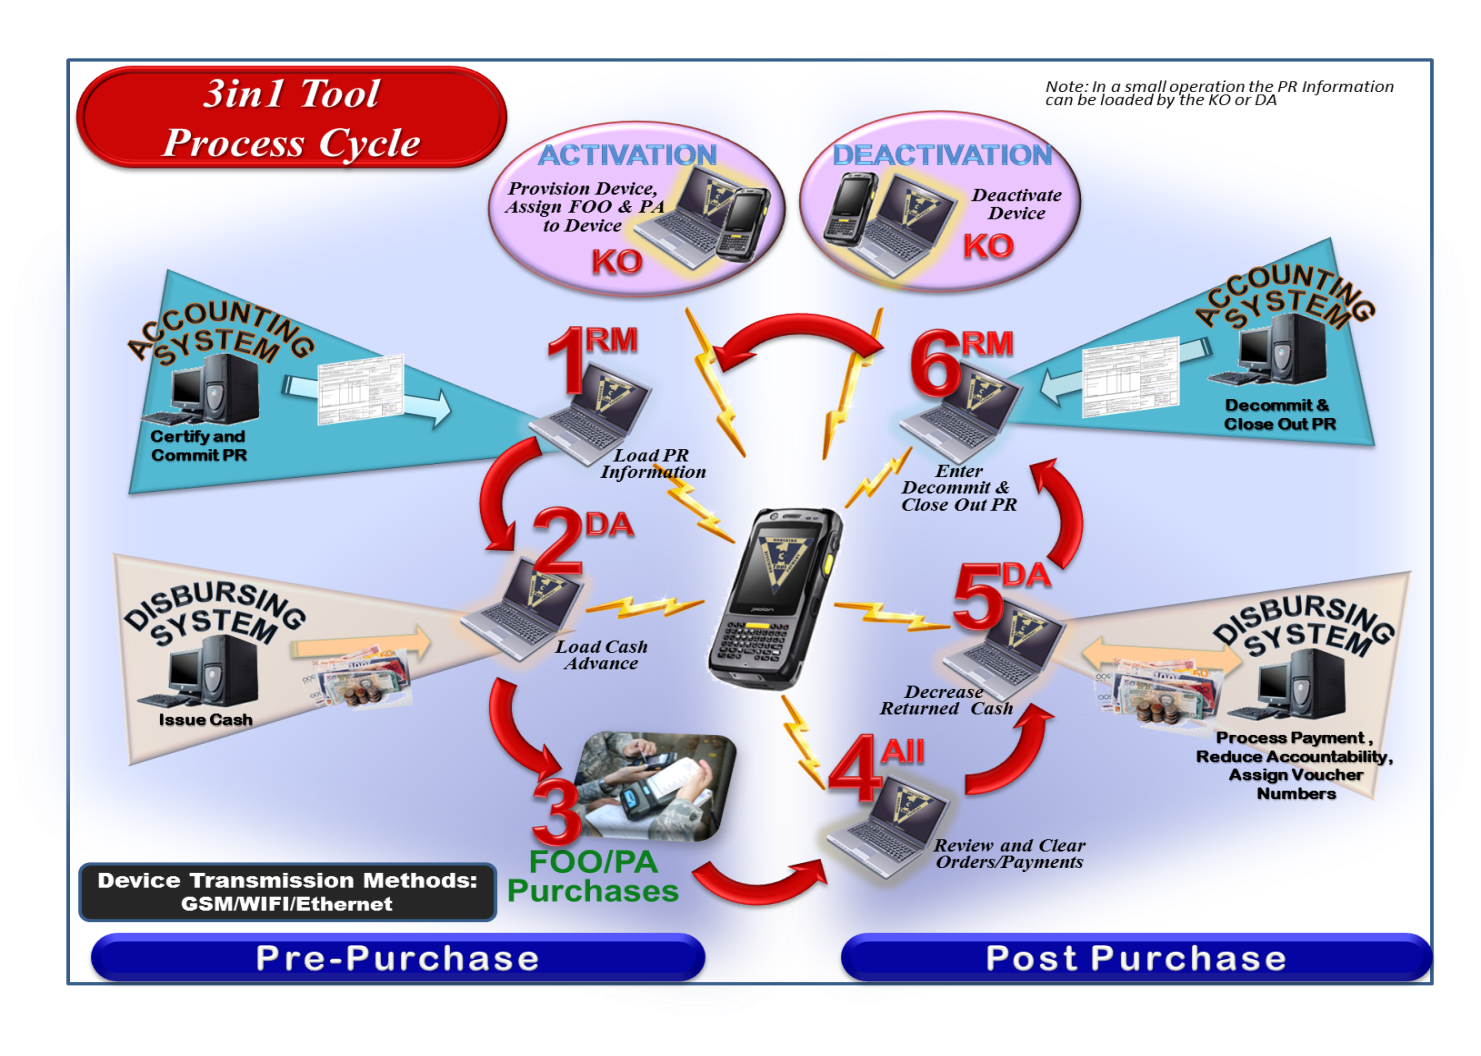 3in1 Tool
Process Cycle
Note: In a small operation the PR Information
can be loaded by the KO or DA
ACTIVATION
Provision Device,
Assign FOO & PA
to Device
KO
DEACTIVATION
Deactivate
Device
KO
ACCOUNTING
SYSTEM
Certify and
Commit PR
1RM
Load PR
Information
6RM
Enter
Decommit &
Close Out PR
ACCOUNTING
SYSTEM
Decommit &
Close Out PR
DISBURSING
SYSTEM
Issue Cash
2DA
Load Cash
Advance
5DA
Decrease
Returned Cash
DISBURSING
SYSTEM
Process Payment ,
Reduce Accountability,
Assign Voucher
Numbers
3
FOO/PA
Purchases
4All
Review and Clear
Orders/Payments
Device Transmission Methods:
GSM/WIFI/Ethernet
Pre-Purchase
Post Purchase